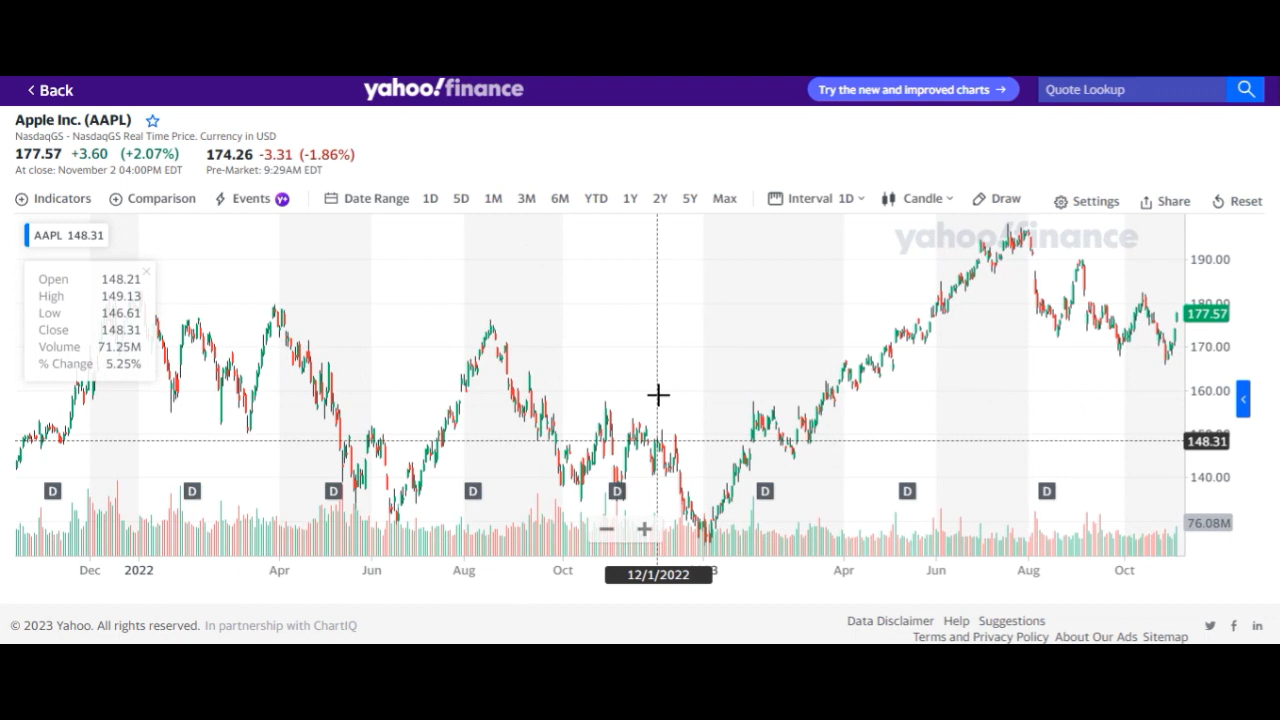 Back
yahoo!finance
Try the new and improved charts →
Quote Lookup
Apple Inc. (AAPL)
NasdaqGS - NasdaqGS Real Time Price. Currency in USD
177.57 +3.60 (+2.07%) 174.26 -3.31 (-1.86%)
At close: November 2 04:00PM EDT Pre-Market: 9:29AM EDT
Indicators Comparison Events Y+ Date Range 1D 5D 1M 3M 6M YTD 1Y 2Y 5Y Max Interval 1D Candle Draw Settings Share Reset
AAPL 148.31
yahoo!finance
Open 148.21
High 149.13
Low 146.61
Close 148.31
Volume 71.25M
% Change 5.25%
190.00
180.00
177.57
170.00
160.00
148.31
140.00
76.08M
D D D D D D D D
Dec 2022 Apr Jun Aug Oct 12/1/2022 Apr Jun Aug Oct
© 2023 Yahoo. All rights reserved. In partnership with ChartIQ
Data Disclaimer Help Suggestions
Terms and Privacy Policy About Our Ads Sitemap